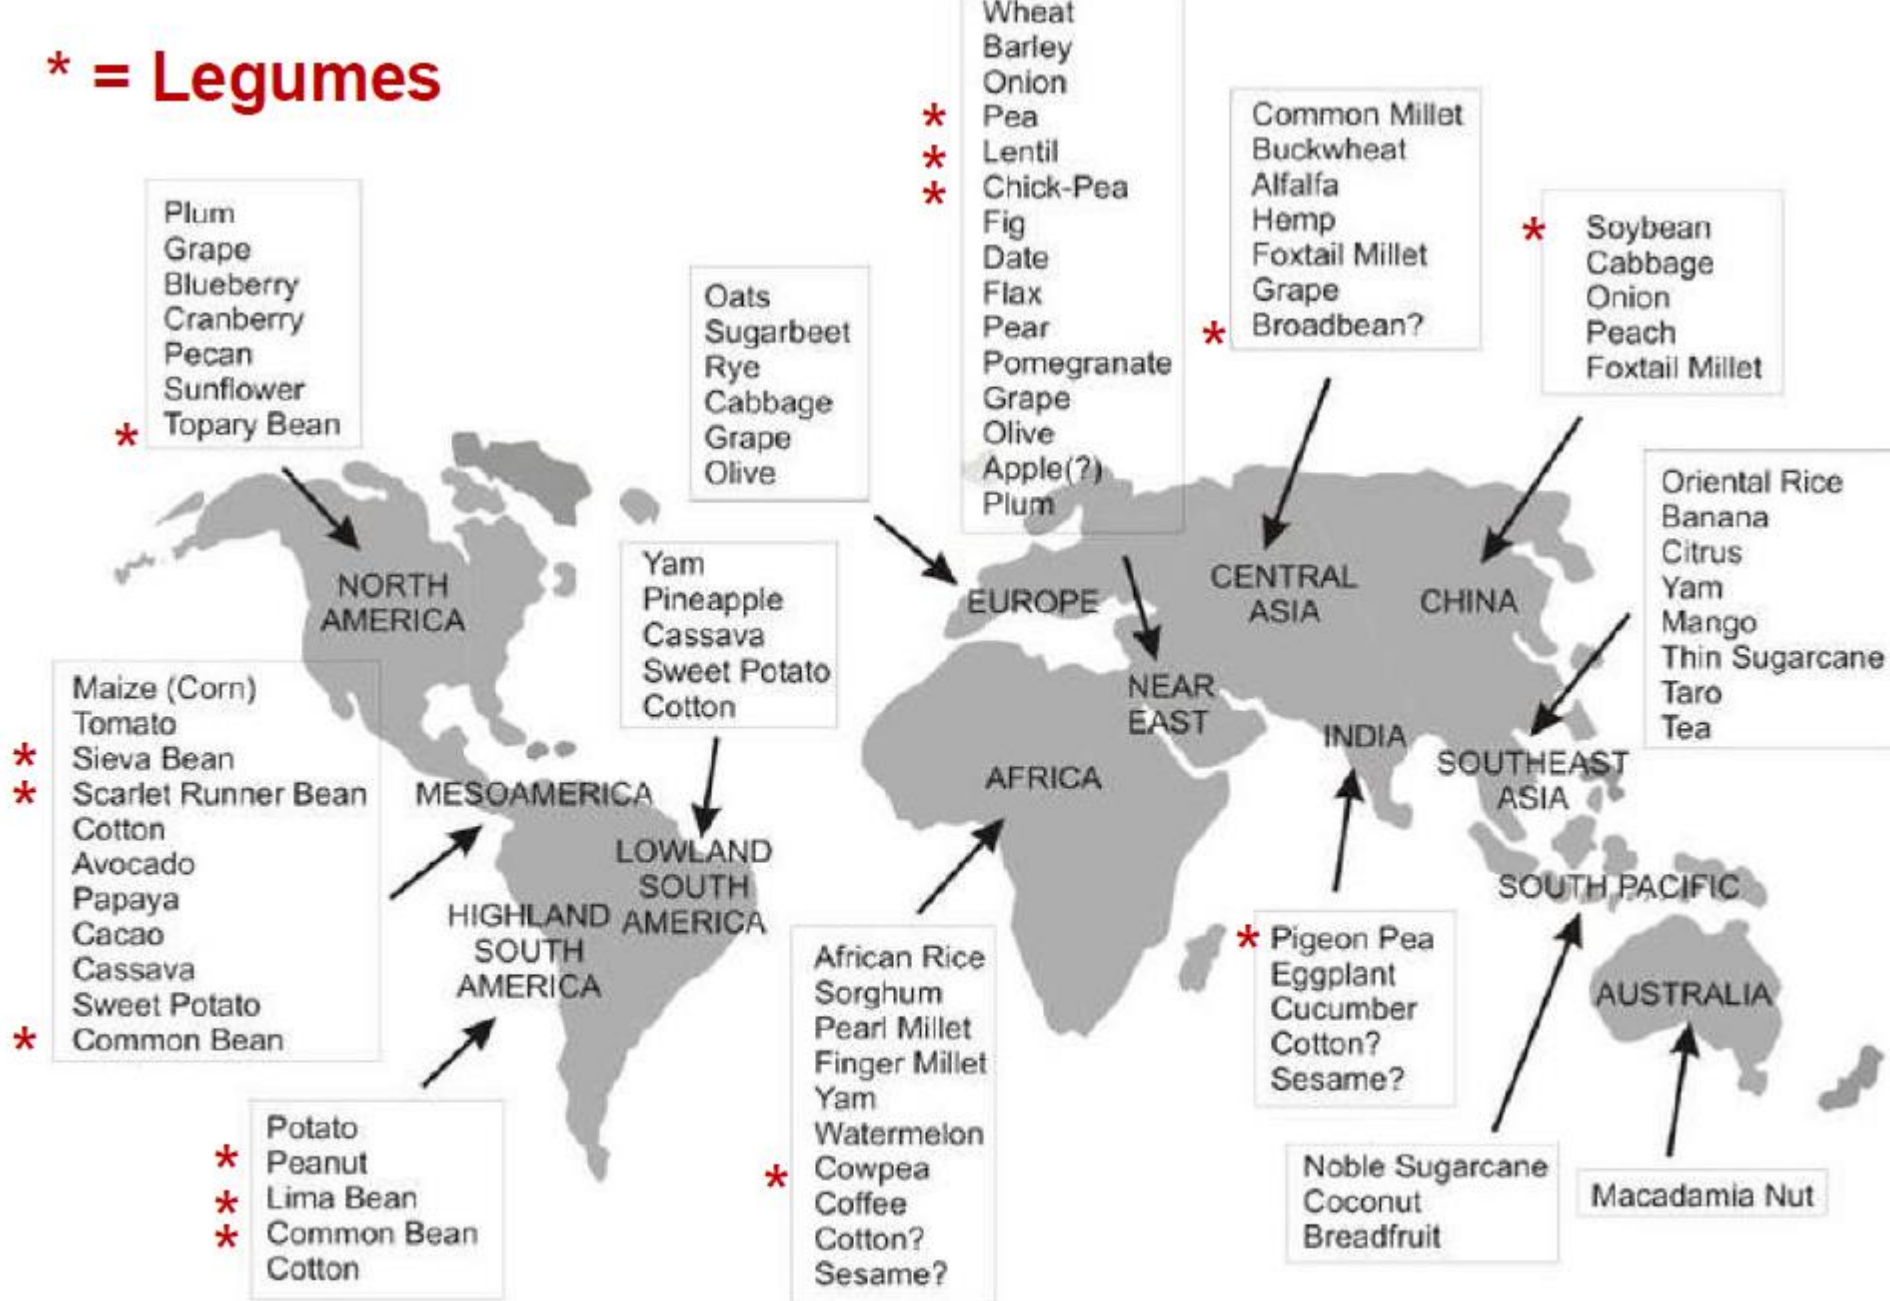 * = Legumes
Plum
Grape
Blueberry
Cranberry
Pecan
Sunflower
* Topary Bean
Oats
Sugarbeet
Rye
Cabbage
Grape
Olive
Wheat
Barley
Onion
* Pea
* Lentil
* Chick-Pea
Fig
Date
Flax
Pear
Pomegranate
Grape
Olive
Apple(?)
Plum
Common Millet
Buckwheat
Alfalfa
Hemp
Foxtail Millet
Grape
* Broadbean?
* Soybean
Cabbage
Onion
Peach
Foxtail Millet
Oriental Rice
Banana
Citrus
Yam
Mango
Thin Sugarcane
Taro
Tea
Yam
Pineapple
Cassava
Sweet Potato
Cotton
NORTH
AMERICA
EUROPE
CENTRAL
ASIA
CHINA
NEAR
EAST
INDIA
SOUTHEAST
ASIA
AFRICA
MESOAMERICA
LOWLAND
SOUTH
AMERICA
HIGHLAND
SOUTH
AMERICA
SOUTH PACIFIC
AUSTRALIA
Maize (Corn)
Tomato
* Sieva Bean
* Scarlet Runner Bean
Cotton
Avocado
Papaya
Cacao
Cassava
Sweet Potato
* Common Bean
Potato
* Peanut
* Lima Bean
* Common Bean
Cotton
African Rice
Sorghum
Pearl Millet
Finger Millet
Yam
Watermelon
* Cowpea
Coffee
Cotton?
Sesame?
* Pigeon Pea
Eggplant
Cucumber
Cotton?
Sesame?
Noble Sugarcane
Coconut
Breadfruit
Macadamia Nut